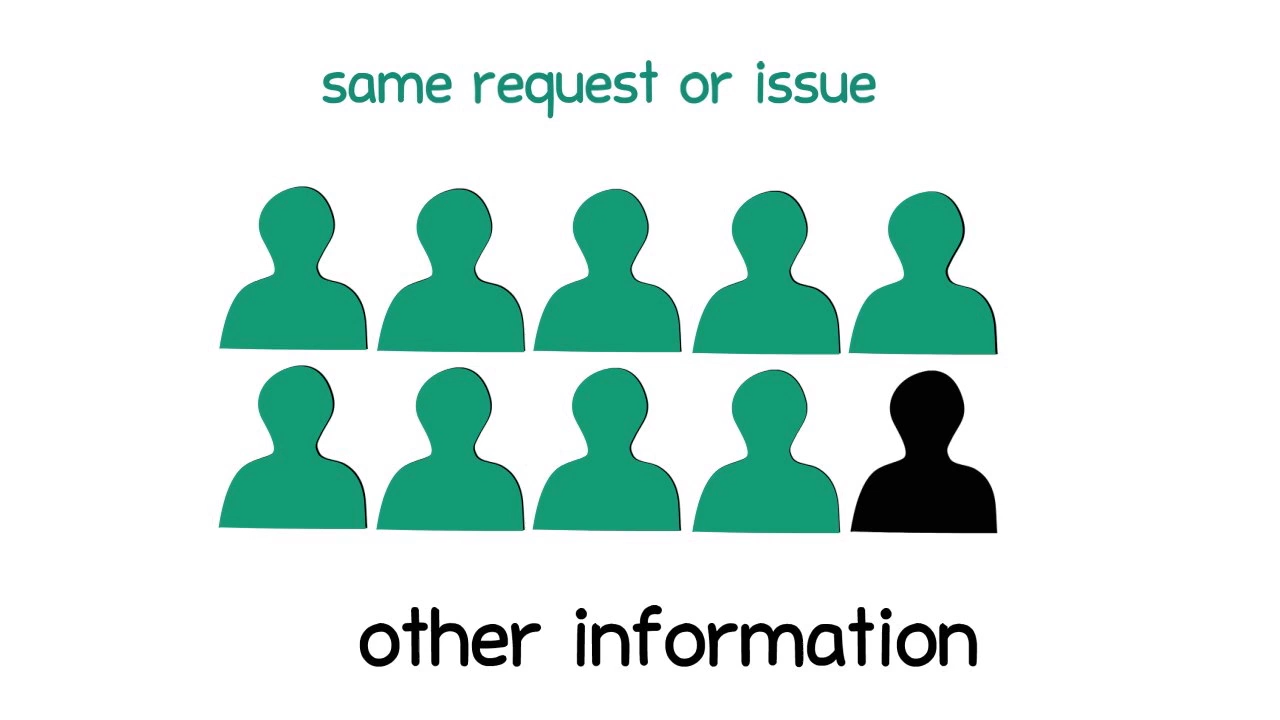 same request or issue
other information